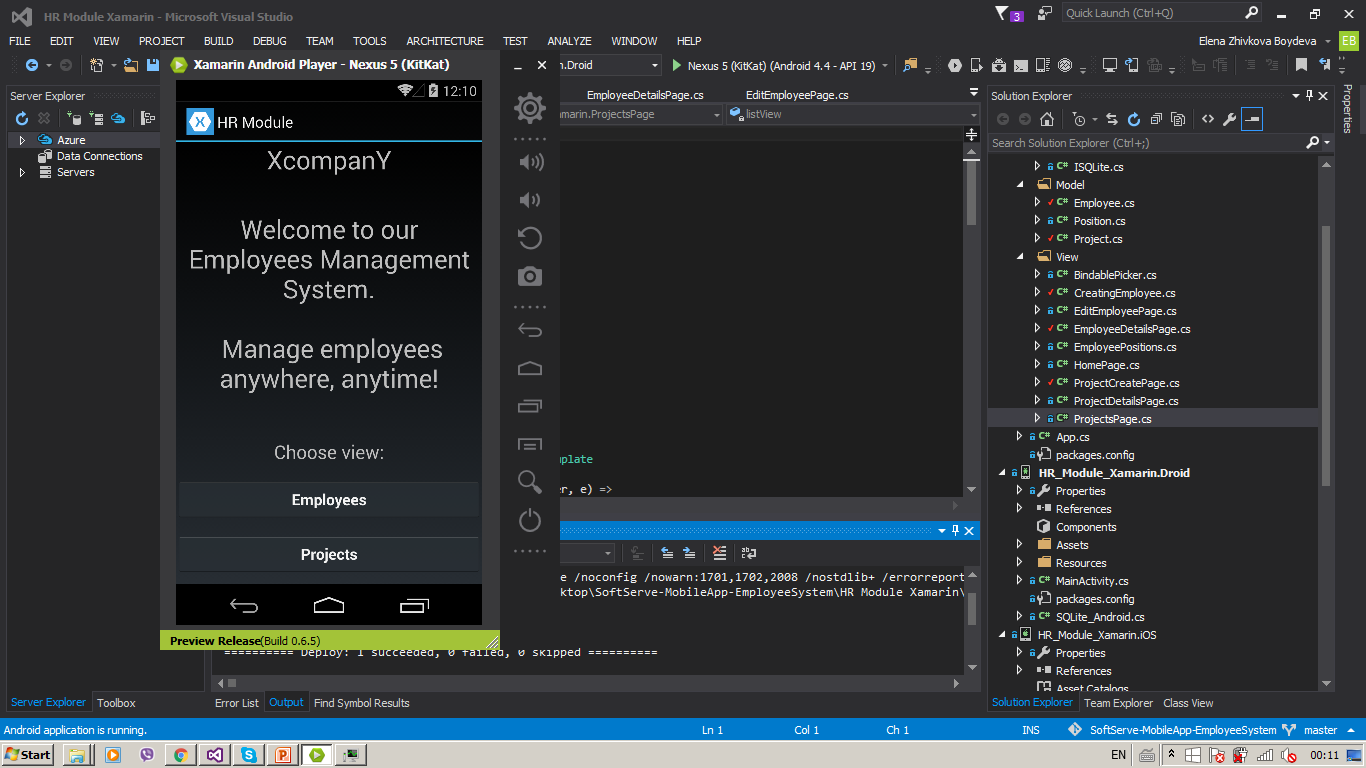 HR Module Xamarin - Microsoft Visual Studio
3
Quick Launch (Ctrl+Q)
FILE EDIT VIEW PROJECT BUILD DEBUG TEAM TOOLS ARCHITECTURE TEST ANALYZE WINDOW HELP
Elena Zhivkova Boydeva EB
Xamarin Android Player - Nexus 5 (KitKat)
.Droid
Nexus 5 (KitKat) (Android 4.4 - API 19)
Server Explorer
Azure
Data Connections
Servers
12:10
HR Module
XcompanY
Welcome to our
Employees Management
System.
Manage employees
anywhere, anytime!
Choose view:
Employees
Projects
Preview Release(Build 0.6.5)
EmployeeDetailsPage.cs EditEmployeePage.cs
amarin.ProjectsPage listView
mplate
er, e) =>
e /noconfig /nowarn:1701,1702,2008 /nostdlib+ /errorreport
sktop\SoftServe-MobileApp-EmployeeSystem\HR Module Xamarin\
========== Deploy: 1 succeeded, 0 failed, 0 skipped ==========
Solution Explorer
Search Solution Explorer (Ctrl+;)
ISQLite.cs
Model
C# Employee.cs
C# Position.cs
C# Project.cs
View
C# BindablePicker.cs
C# CreatingEmployee.cs
C# EditEmployeePage.cs
C# EmployeeDetailsPage.cs
C# EmployeePositions.cs
C# HomePage.cs
C# ProjectCreatePage.cs
C# ProjectDetailsPage.cs
C# ProjectsPage.cs
C# App.cs
packages.config
HR_Module_Xamarin.Droid
Properties
References
Components
Assets
Resources
C# MainActivity.cs
packages.config
C# SQLite_Android.cs
HR_Module_Xamarin.iOS
Properties
References
Asset Catalogs
Properties
Server Explorer Toolbox
Error List Output Find Symbol Results
Solution Explorer Team Explorer Class View
Android application is running. Ln 1 Col 1 Ch 1 INS SoftServe-MobileApp-EmployeeSystem master
Start
EN 00:11